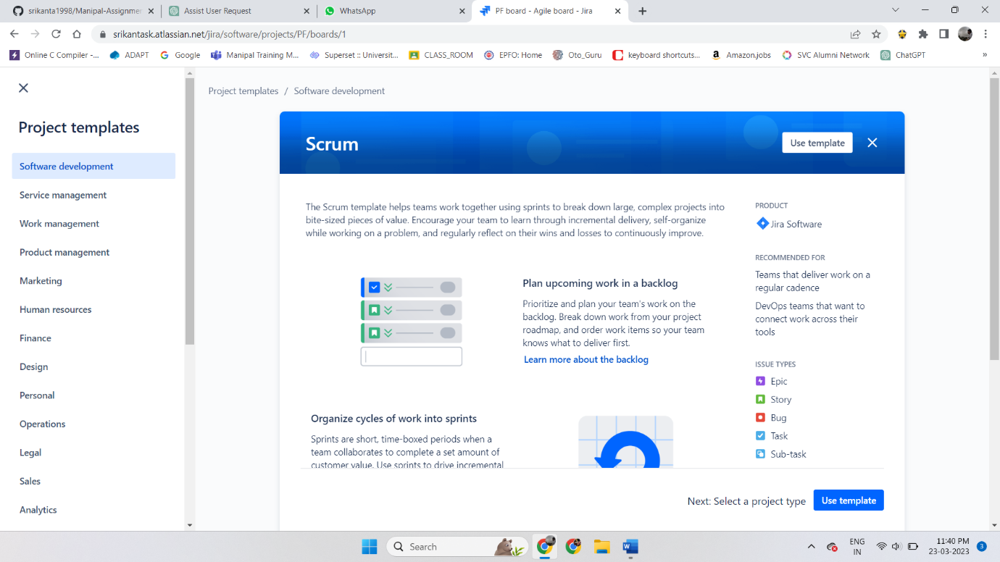 srikanta1998/Manipal-Assignmen
Assist User Request
WhatsApp
PF board - Agile board - Jira
srikantask.atlassian.net/jira/software/projects/PF/boards/1
Online C Compiler -...
ADAPT
Google
Manipal Training M...
Superset :: Universit...
CLASS_ROOM
EPFO: Home
Oto_Guru
keyboard shortcuts...
Amazon.jobs
SVC Alumni Network
ChatGPT
»
Project templates / Software development
Project templates
Software development
Service management
Work management
Product management
Marketing
Human resources
Finance
Design
Personal
Operations
Legal
Sales
Analytics
Scrum
Use template
The Scrum template helps teams work together using sprints to break down large, complex projects into
bite-sized pieces of value. Encourage your team to learn through incremental delivery, self-organize
while working on a problem, and regularly reflect on their wins and losses to continuously improve.
Plan upcoming work in a backlog
Prioritize and plan your team's work on the
backlog. Break down work from your project
roadmap, and order work items so your team
knows what to deliver first.
Learn more about the backlog
Organize cycles of work into sprints
Sprints are short, time-boxed periods when a
team collaborates to complete a set amount of
customer value. Use sprints to drive incremental
PRODUCT
Jira Software
RECOMMENDED FOR
Teams that deliver work on a
regular cadence
DevOps teams that want to
connect work across their
tools
ISSUE TYPES
Epic
Story
Bug
Task
Sub-task
Next: Select a project type
Use template
Search
ENG
IN
11:40 PM
23-03-2023
3